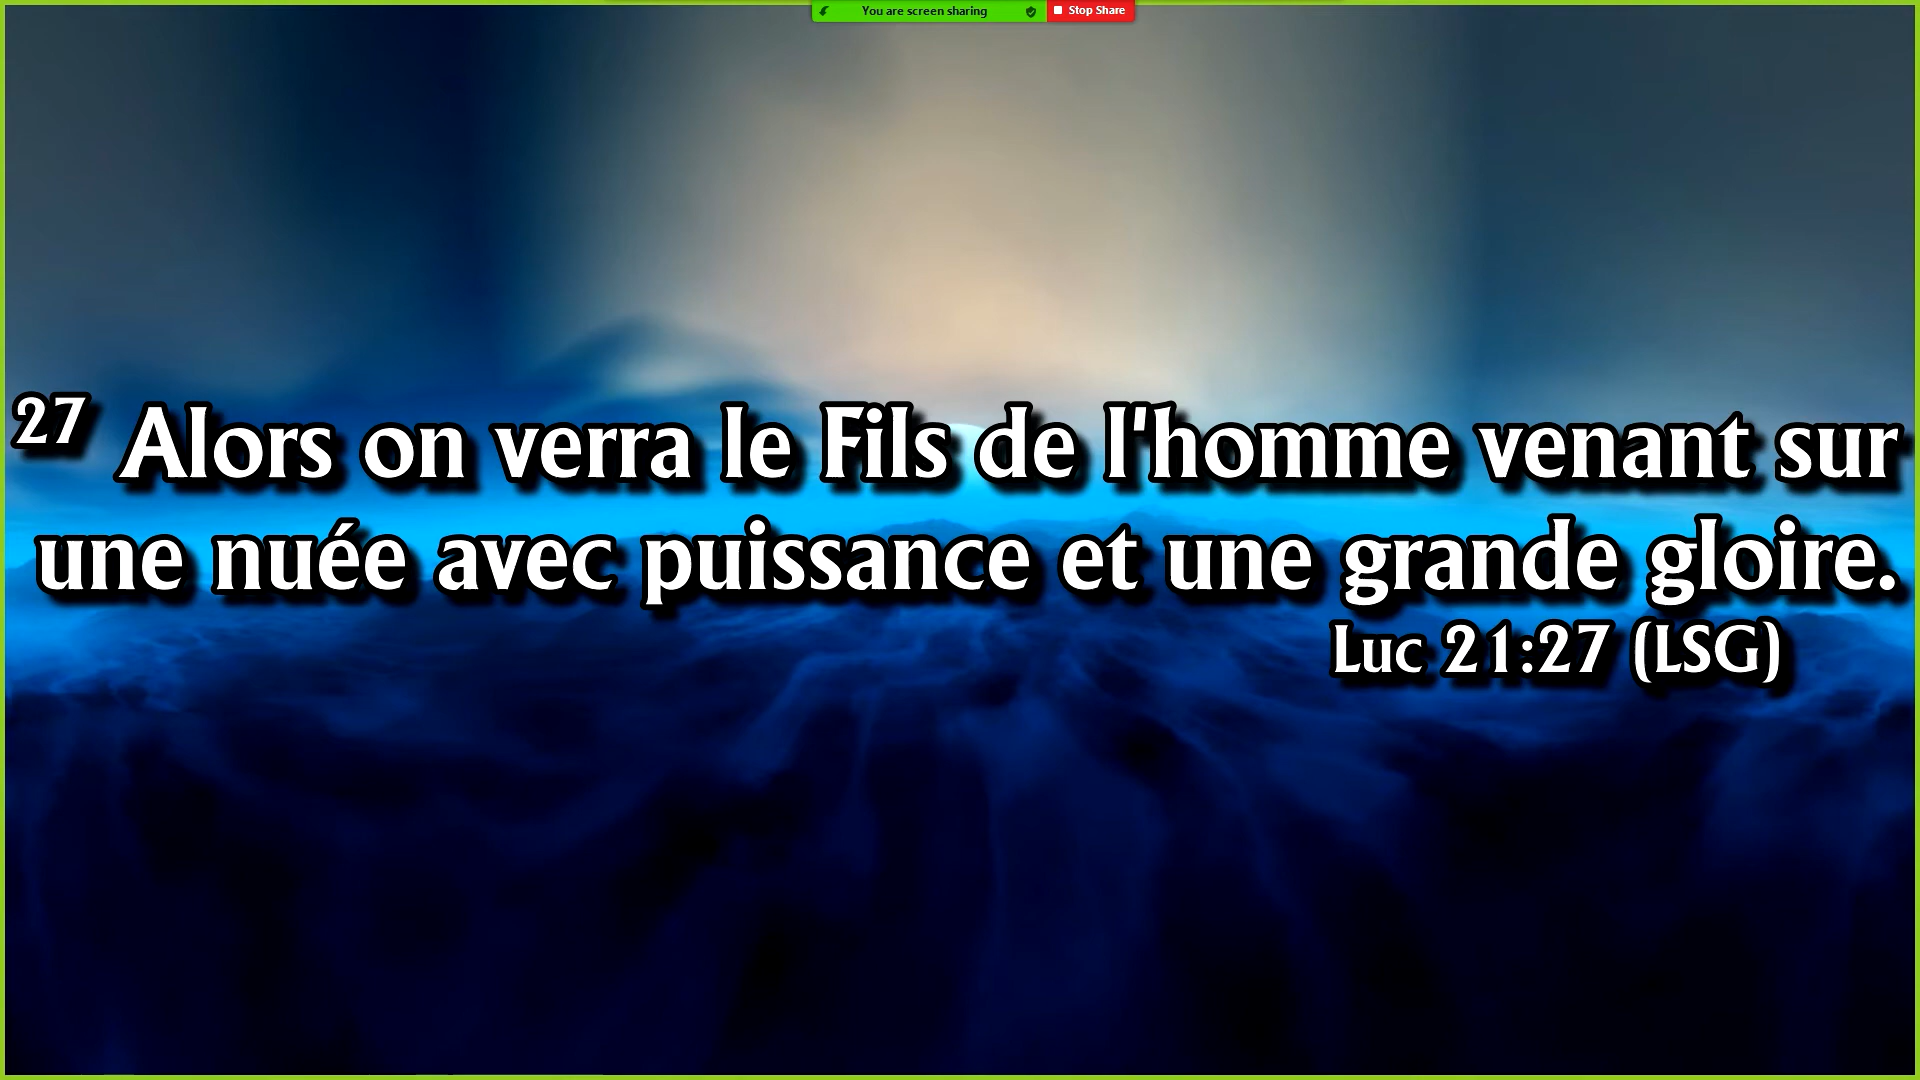 You are screen sharing Stop Share
27 Alors on verra le Fils de l'homme venant sur
une nuée avec puissance et une grande gloire.
Luc 21:27 (LSG)